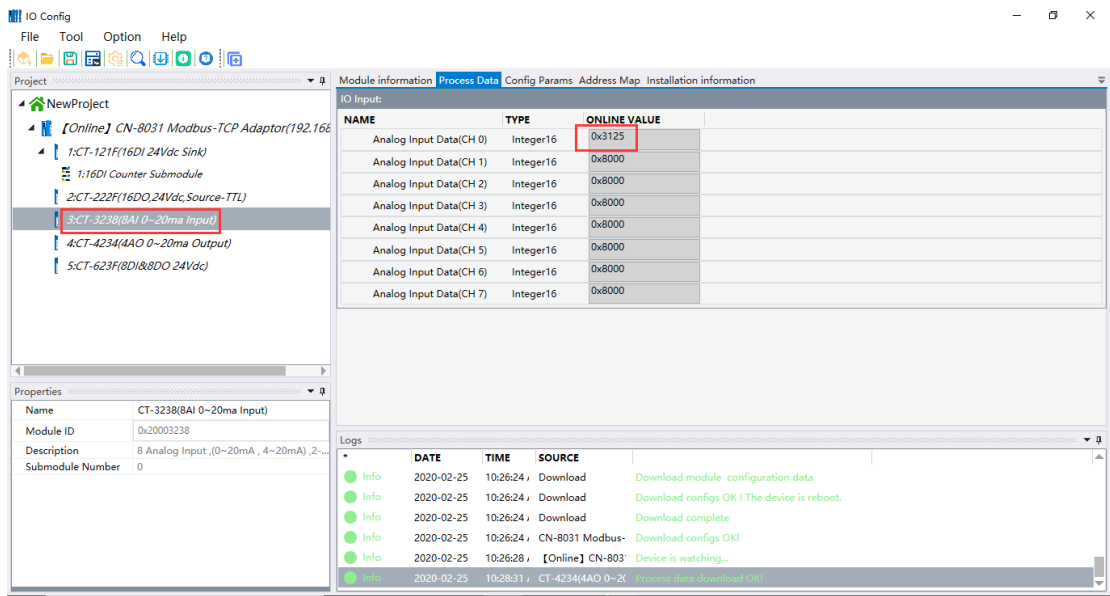 IO Config
File Tool Option Help
Project
NewProject
【Online】CN-8031 Modbus-TCP Adaptor(192.168
1:CT-121F(16DI 24Vdc Sink)
1:16DI Counter Submodule
2:CT-222F(16DO,24Vdc,Source-TTL)
3:CT-3238(8AI 0~20ma Input)
4:CT-4234(4AO 0~20ma Output)
5:CT-623F(8DI&8DO 24Vdc)
Properties
Name CT-3238(8AI 0~20ma Input)
Module ID 0x20003238
Description 8 Analog Input ,(0~20mA , 4~20mA) ,2-...
Submodule Number 0
Module information Process Data Config Params Address Map Installation information
IO Input:
NAME TYPE ONLINE VALUE
Analog Input Data(CH 0) Integer16 0x3125
Analog Input Data(CH 1) Integer16 0x8000
Analog Input Data(CH 2) Integer16 0x8000
Analog Input Data(CH 3) Integer16 0x8000
Analog Input Data(CH 4) Integer16 0x8000
Analog Input Data(CH 5) Integer16 0x8000
Analog Input Data(CH 6) Integer16 0x8000
Analog Input Data(CH 7) Integer16 0x8000
Logs
* DATE TIME SOURCE
Info 2020-02-25 10:26:24 Download Download module configuration data
Info 2020-02-25 10:26:24 Download Download configs OK ! The device is reboot.
Info 2020-02-25 10:26:24 Download Download complete
Info 2020-02-25 10:26:24 CN-8031 Modbus- Download configs OK!
Info 2020-02-25 10:26:28 【Online】CN-803 Device is watching...
Info 2020-02-25 10:28:31 CT-4234(4AO 0~20 Process data download OK!